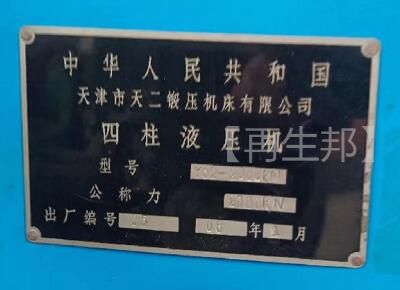 中华人民共和国
天津市天二锻压机床有限公司
四柱液压机
【再生邦】
型号
公称力 2000KN
出厂编号 05 年 月